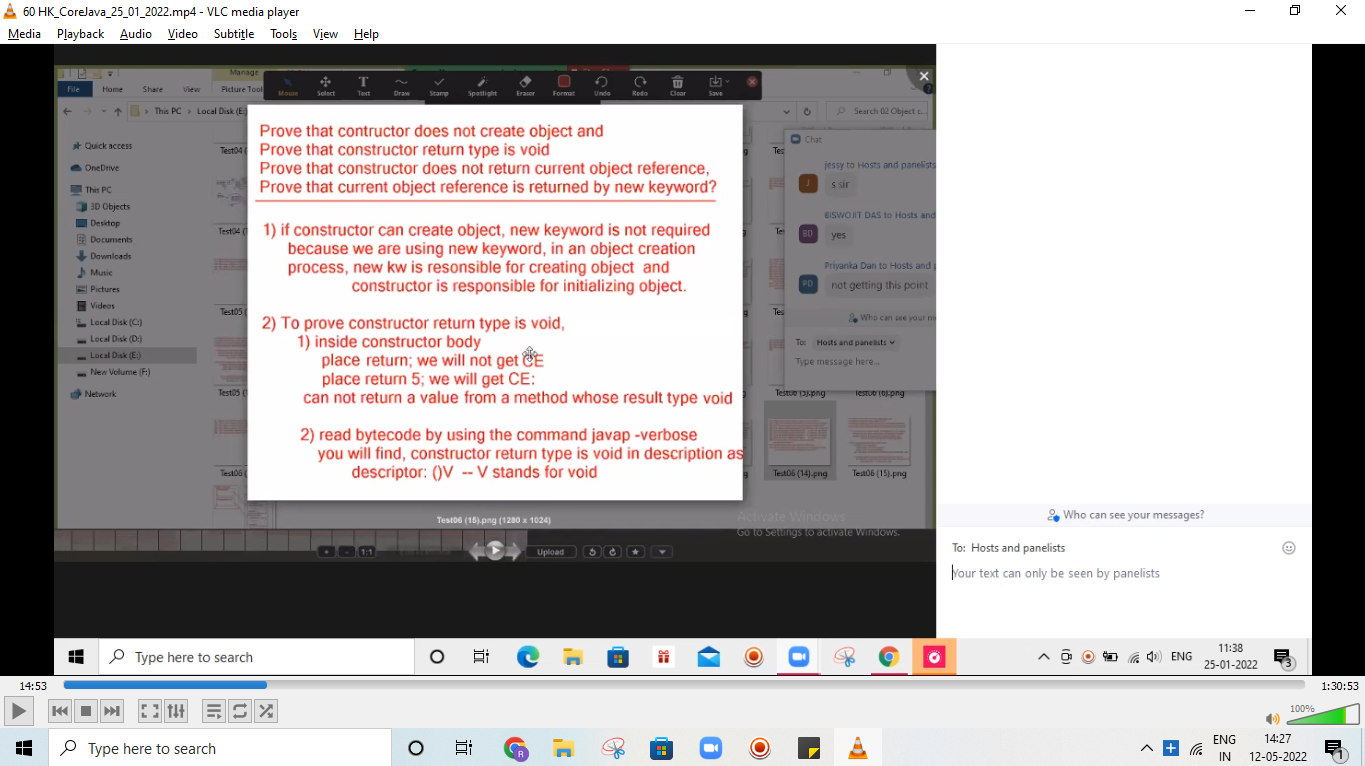 60 HK_CoreJava_25_01_2022.mp4 - VLC media player
Media Playback Audio Video Subtitle Tools View Help
Manage
File Home Share View Picture Tools
Mouse Select Text Draw Stamp Spotlight Eraser Format Undo Redo Clear Save
This PC > Local Disk (E:)
Search 02 Object c...
Quick access
OneDrive
This PC
3D Objects
Desktop
Documents
Downloads
Music
Pictures
Videos
Local Disk (C:)
Local Disk (D:)
Local Disk (E:)
New Volume (F:)
Network
Test04
Test04 (
Test05
Test05 (
Test06
Prove that contructor does not create object and
Prove that constructor return type is void
Prove that constructor does not return current object reference,
Prove that current object reference is returned by new keyword?
1) if constructor can create object, new keyword is not required
because we are using new keyword, in an object creation
process, new kw is resonsible for creating object and
constructor is responsible for initializing object.
2) To prove constructor return type is void,
1) inside constructor body
place return; we will not get CE
place return 5; we will get CE:
can not return a value from a method whose result type void
2) read bytecode by using the command javap -verbose
you will find, constructor return type is void in description as
descriptor: ()V -- V stands for void
Test06 (15).png (1280 x 1024)
+ - 1:1
Upload
Chat
jessy to Hosts and panelists
J
s sir
BISWOJIT DAS to Hosts and
BD
yes
Priyanka Dan to Hosts and p
PD
not getting this point
Who can see your me
To: Hosts and panelists
Type message here...
Test06 (5).png
Test06 (6).png
Test06 (14).png
Test06 (15).png
Activate Windows
Go to Settings to activate Windows.
Who can see your messages?
To: Hosts and panelists
Your text can only be seen by panelists
Type here to search
ENG
11:38
25-01-2022
3
14:53
1:30:53
100%
Type here to search
R
ENG
IN
14:27
12-05-2022
1